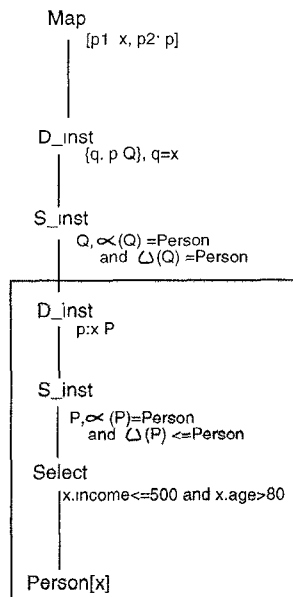 Map
[p1 x, p2: p]
D_inst
{q. p Q}, q=x
S_inst
Q, ∝(Q) =Person
and ω(Q) =Person
D_inst
p:x P
S_inst
P, ∝ (P)=Person
and ω(P) <=Person
Select
x.income<=500 and x.age>80
Person[x]